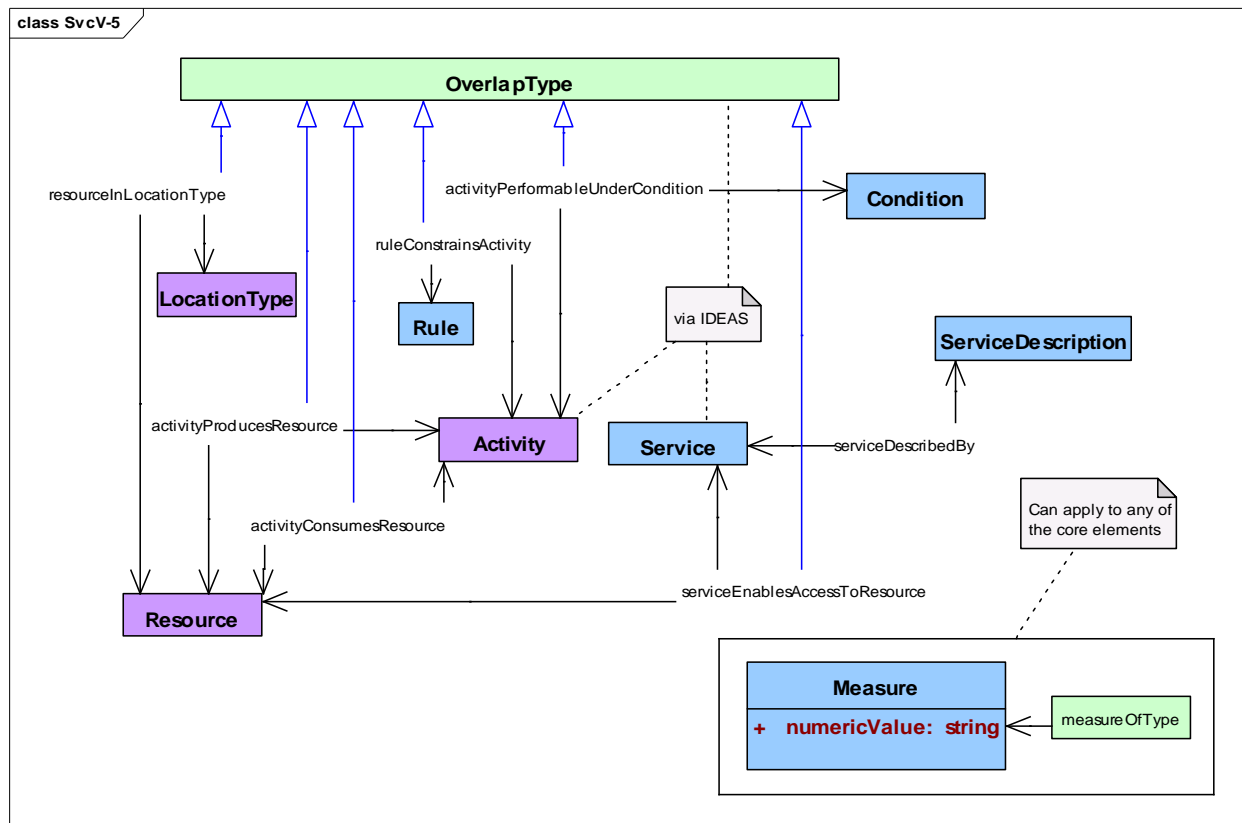 class SvcV-5
OverlapType
resourceInLocationType
activityPerformableUnderCondition
Condition
ruleConstrainsActivity
LocationType
Rule
via IDEAS
ServiceDescription
activityProducesResource
Activity
Service
serviceDescribedBy
activityConsumesResource
Can apply to any of
the core elements
serviceEnablesAccessToResource
Resource
Measure
+ numericValue: string
measureOfType